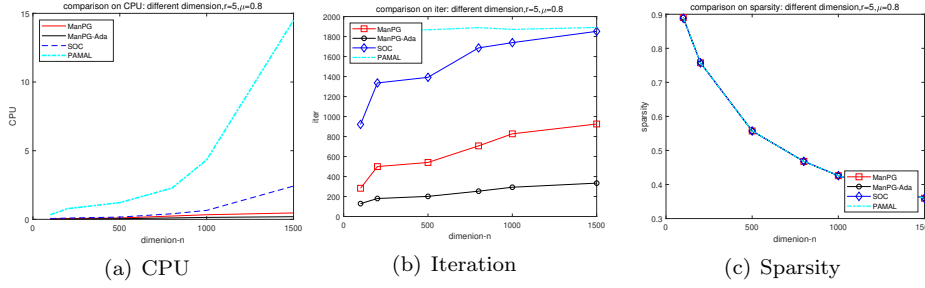 comparison on CPU: different dimension,r=5,μ=0.8
15
10
5
0
0
500
1000
1500
CPU
dimenion-n
ManPG
ManPG-Ada
SOC
PAMAL
(a) CPU
comparison on iter: different dimension,r=5,μ=0.8
2000
1800
1600
1400
1200
1000
800
600
400
200
0
0
500
1000
1500
iter
dimenion-n
ManPG
ManPG-Ada
SOC
PAMAL
(b) Iteration
comparison on sparsity: different dimension,r=5,μ=0.8
0.9
0.8
0.7
0.6
0.5
0.4
0.3
0
500
1000
1500
sparsity
dimenion-n
ManPG
ManPG-Ada
SOC
PAMAL
(c) Sparsity